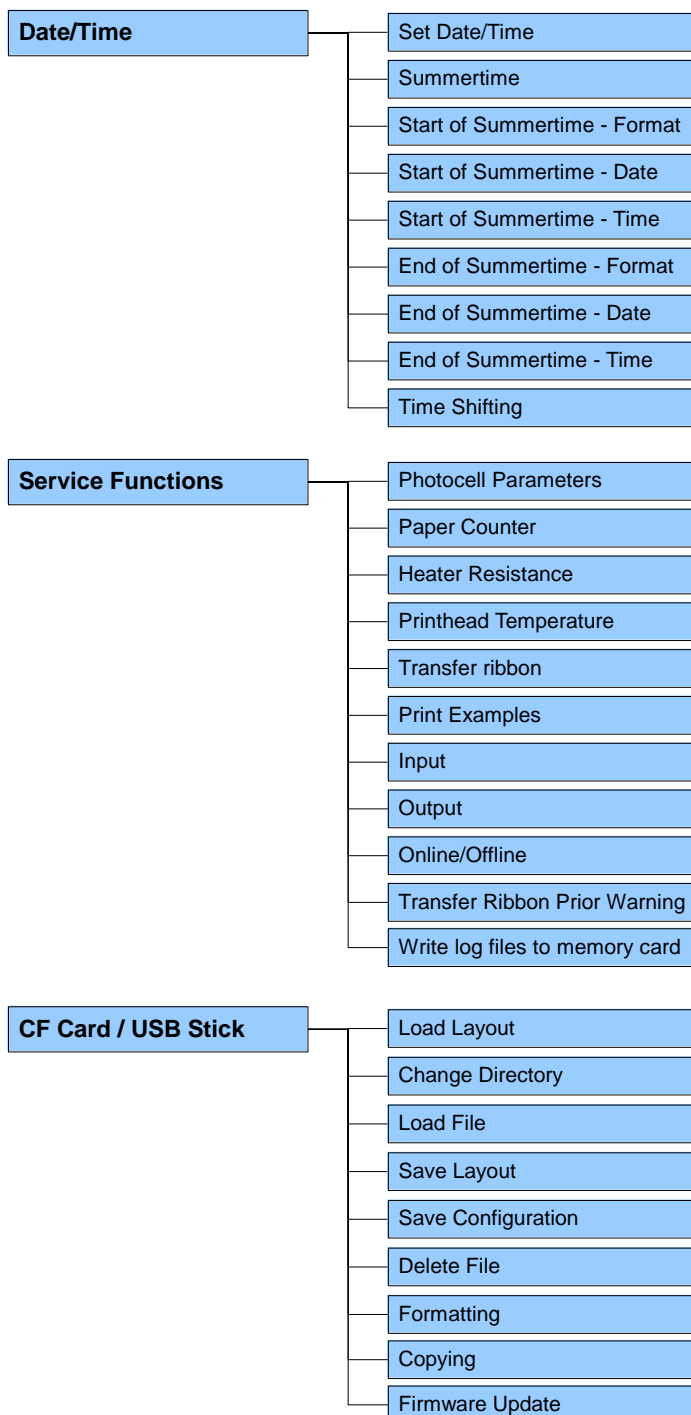 Date/Time
Set Date/Time
Summertime
Start of Summertime - Format
Start of Summertime - Date
Start of Summertime - Time
End of Summertime - Format
End of Summertime - Date
End of Summertime - Time
Time Shifting
Service Functions
Photocell Parameters
Paper Counter
Heater Resistance
Printhead Temperature
Transfer ribbon
Print Examples
Input
Output
Online/Offline
Transfer Ribbon Prior Warning
Write log files to memory card
CF Card / USB Stick
Load Layout
Change Directory
Load File
Save Layout
Save Configuration
Delete File
Formatting
Copying
Firmware Update